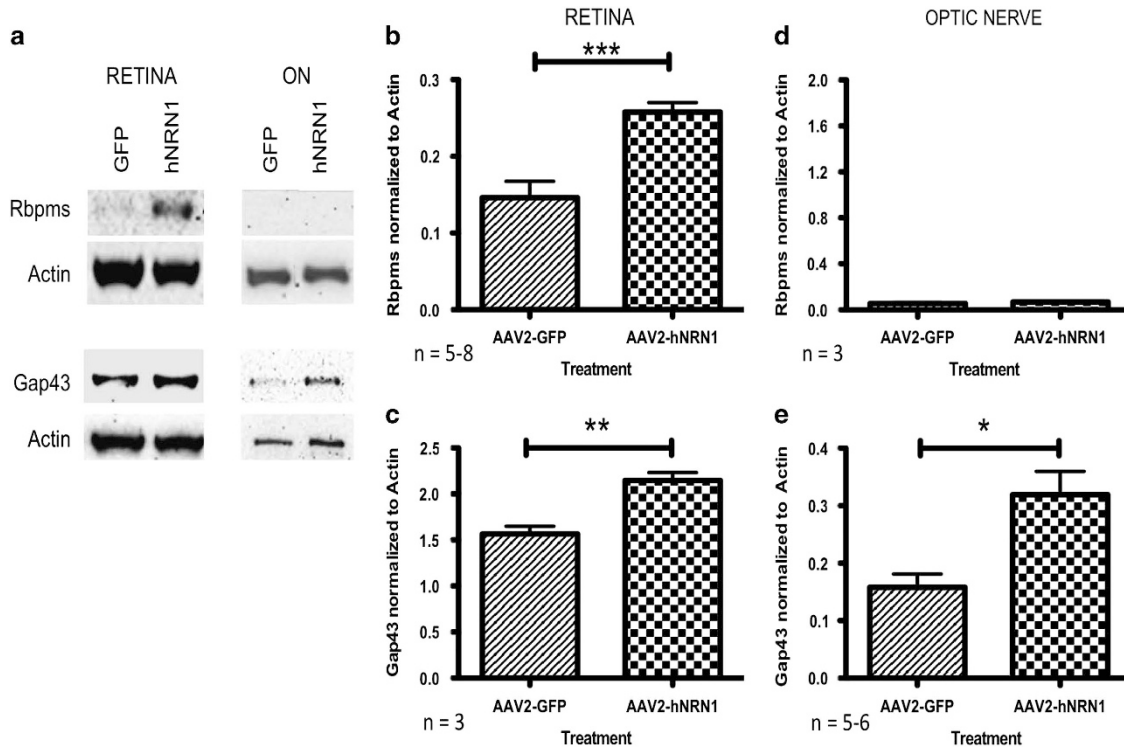 a
RETINA
ON
GFP
hNRN1
GFP
hNRN1
Rbpms
Actin
Gap43
Actin
RETINA
b
***
Rbpms normalized to Actin
0.3
0.2
0.1
0.0
AAV2-GFP
AAV2-hNRN1
n = 5-8
Treatment
c
**
Gap43 normalized to Actin
2.5
2.0
1.5
1.0
0.5
0.0
AAV2-GFP
AAV2-hNRN1
n = 3
Treatment
OPTIC NERVE
d
Rbpms normalized to Actin
2.0
1.6
1.2
0.8
0.4
0.0
AAV2-GFP
AAV2-hNRN1
n = 3
Treatment
e
*
Gap43 normalized to Actin
0.4
0.3
0.2
0.1
0.0
AAV2-GFP
AAV2-hNRN1
n = 5-6
Treatment